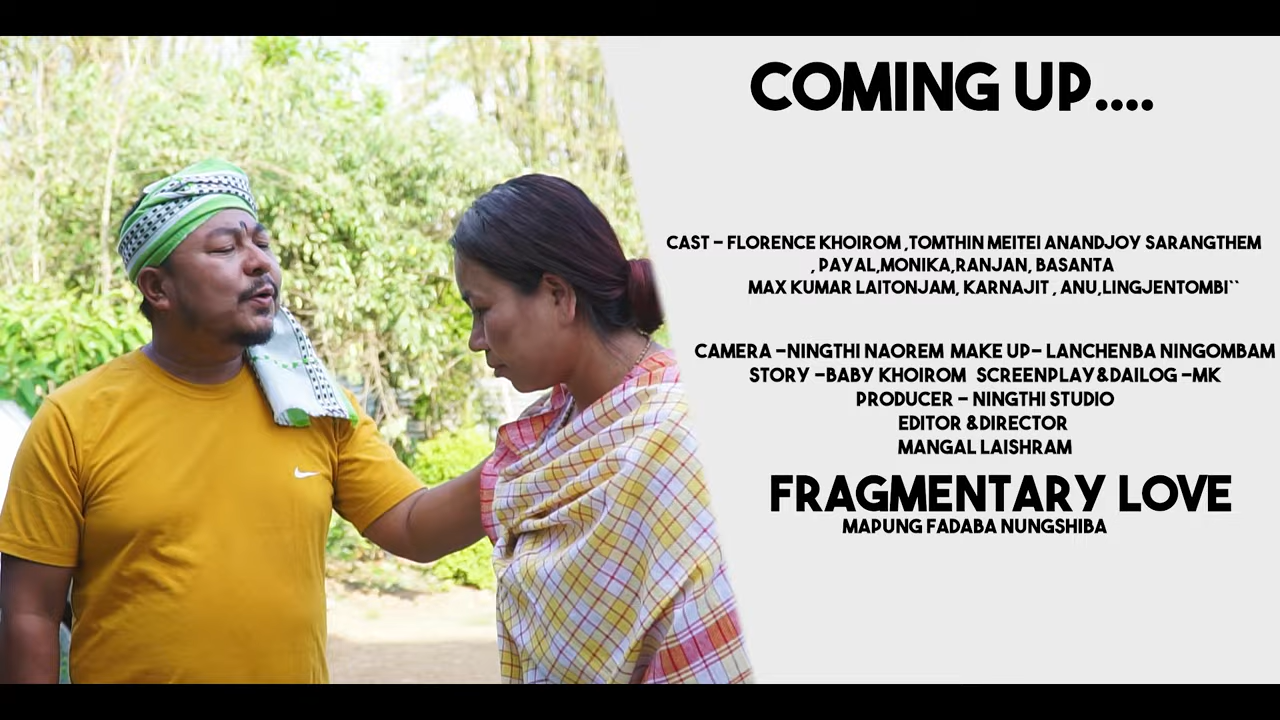 COMING UP....
CAST - FLORENCE KHOIROM ,TOMTHIN MEITEI ANANDJOY SARANGTHEM
, PAYAL,MONIKA,RANJAN, BASANTA
MAX KUMAR LAITONJAM, KARNAJIT , ANU,LINGJENTOMBI``
CAMERA -NINGTHI NAOREM MAKE UP- LANCHENBA NINGOMBAM
STORY -BABY KHOIROM SCREENPLAY&DAILOG -MK
PRODUCER - NINGTHI STUDIO
EDITOR &DIRECTOR
MANGAL LAISHRAM
FRAGMENTARY LOVE
MAPUNG FADABA NUNGSHIBA